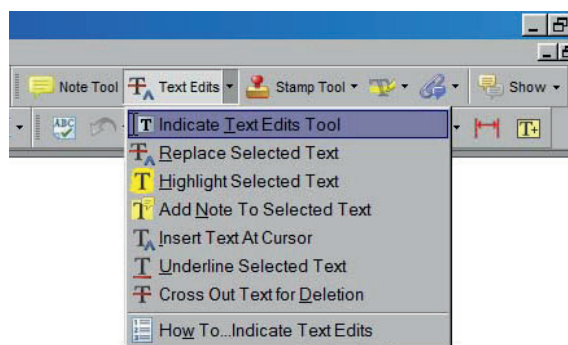 Note Tool Text Edits Stamp Tool Show
ABC T+
T Indicate Text Edits Tool
T A Replace Selected Text
T Highlight Selected Text
T Add Note To Selected Text
T A Insert Text At Cursor
T Underline Selected Text
T Cross Out Text for Deletion
How To...Indicate Text Edits